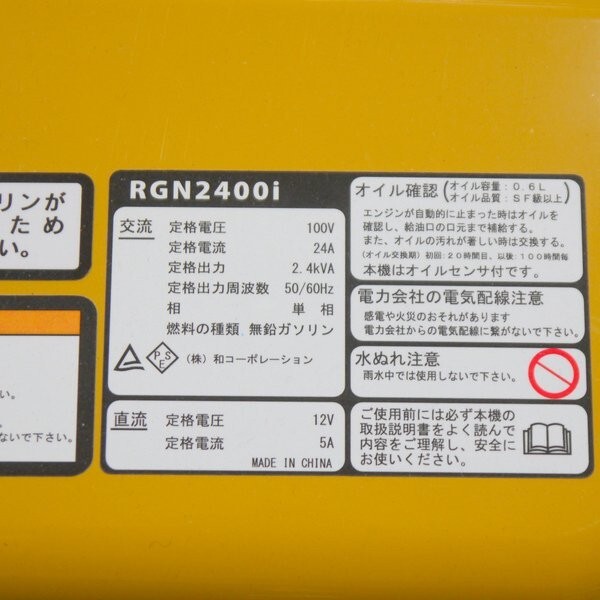 リンが
ため
い。
い。
ないで下さい。
RGN2400i
交流 定格電圧 100V
定格電流 24A
定格出力 2.4kVA
定格出力周波数 50/60Hz
相 単相
燃料の種類 無鉛ガソリン
PSE (株)和コーポレーション
直流 定格電圧 12V
定格電流 5A
MADE IN CHINA
オイル確認(オイル容量：0.6L
オイル品質：SF級以上)
エンジンが自動的に止まった時はオイルを
確認し、給油口の口元まで補給する。
また、オイルの汚れが著しい時は交換する。
(オイル交換期)初回：20時間目、以後：100時間毎
本機はオイルセンサ付です。
電力会社の電気配線注意
感電や火災のおそれがあります
電力会社からの電気配線に繋がないで下さい。
水ぬれ注意
雨水中では使用しないで下さい。
ご使用前には必ず本機の
取扱説明書をよく読んで
内容をご理解し、安全に
お使いください。